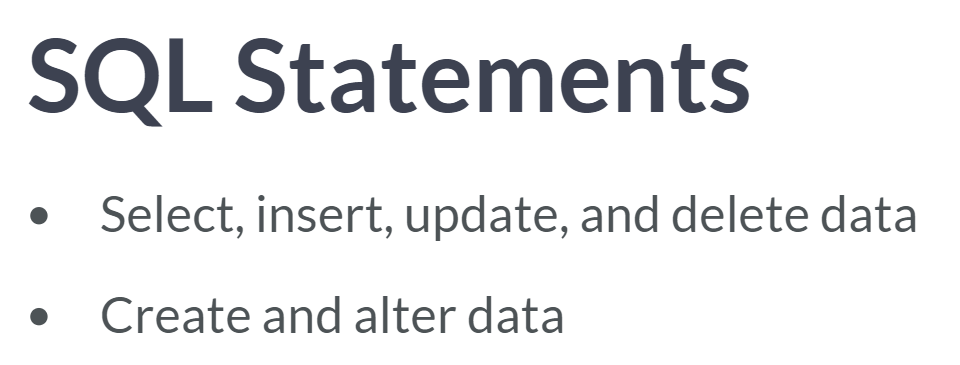 SQL Statements
• Select, insert, update, and delete data
• Create and alter data